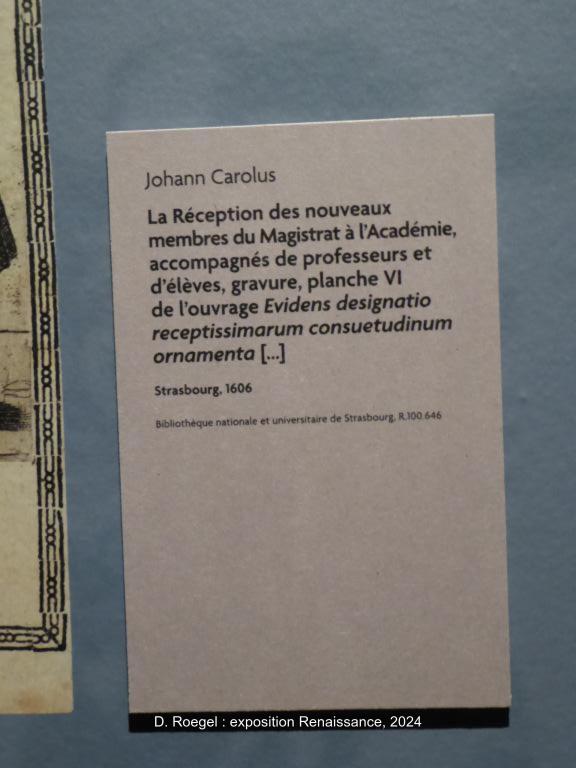 Johann Carolus
La Réception des nouveaux
membres du Magistrat à l'Académie,
accompagnés de professeurs et
d'élèves, gravure, planche VI
de l'ouvrage Evidens designatio
receptissimarum consuetudinum
ornamenta [...]
Strasbourg, 1606
Bibliothèque nationale et universitaire de Strasbourg, R.100.646
D. Roegel : exposition Renaissance, 2024